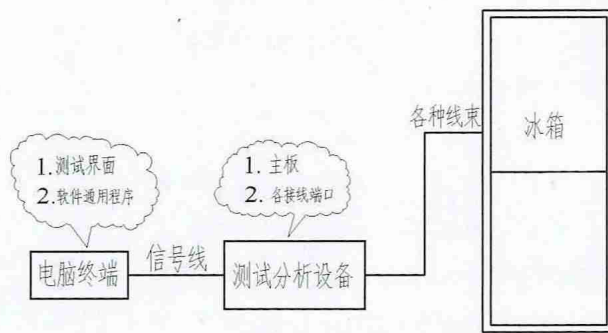 各种线束
冰箱
1.测试界面
2.软件通用程序
1. 主板
2. 各接线端口
电脑终端
信号线
测试分析设备